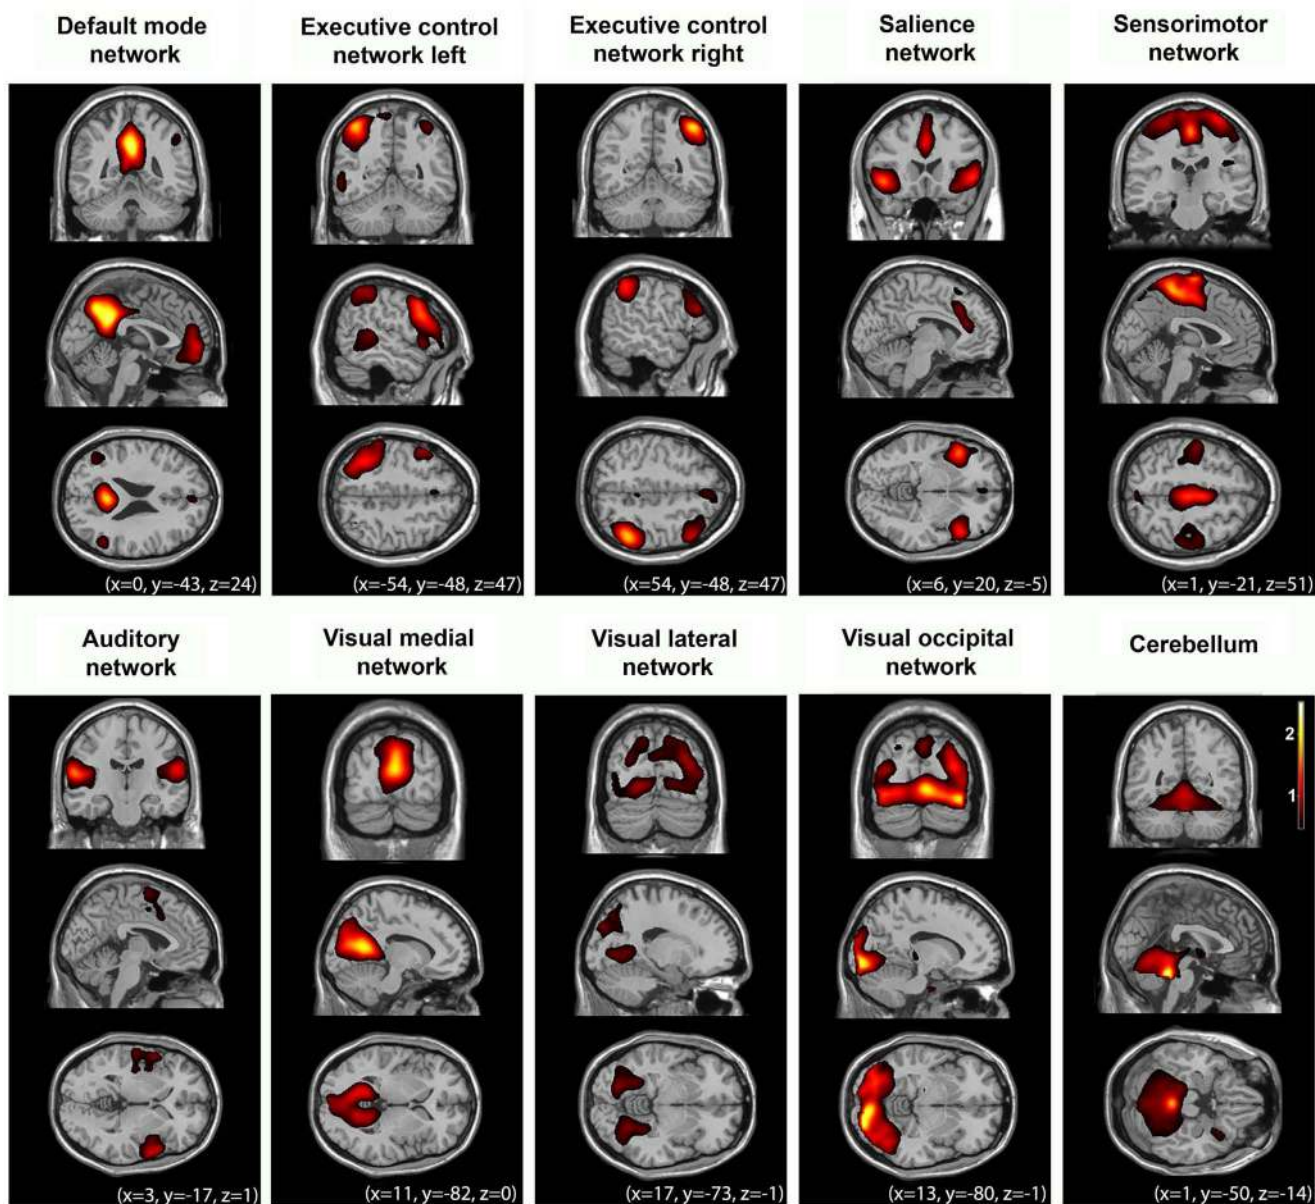 Default mode
network
Executive control
network left
Executive control
network right
Salience
network
Sensorimotor
network
(x=0, y=-43, z=24)
(x=-54, y=-48, z=47)
(x=54, y=-48, z=47)
(x=6, y=20, z=-5)
(x=1, y=-21, z=51)
Auditory
network
Visual medial
network
Visual lateral
network
Visual occipital
network
Cerebellum
2
1
(x=3, y=-17, z=1)
(x=11, y=-82, z=0)
(x=17, y=-73, z=-1)
(x=13, y=-80, z=-1)
(x=1, y=-50, z=-14)